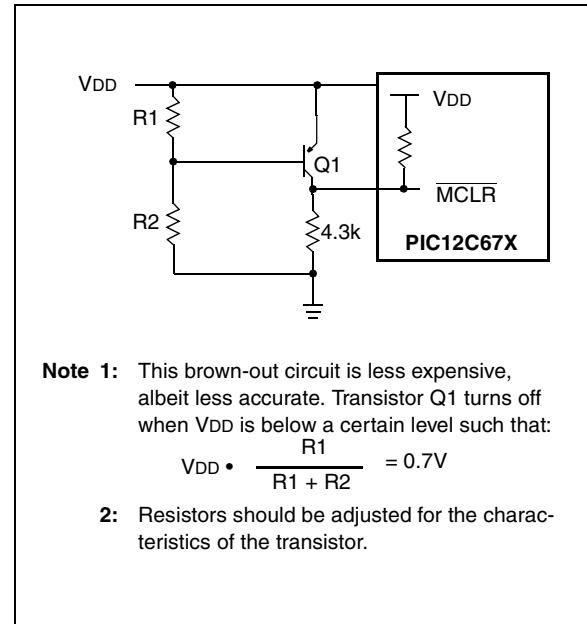 VDD
VDD
R1
Q1
MCLR
R2
4.3k
PIC12C67X
Note 1: This brown-out circuit is less expensive,
albeit less accurate. Transistor Q1 turns off
when VDD is below a certain level such that:
VDD • R1 / R1 + R2 = 0.7V
2: Resistors should be adjusted for the charac-
teristics of the transistor.